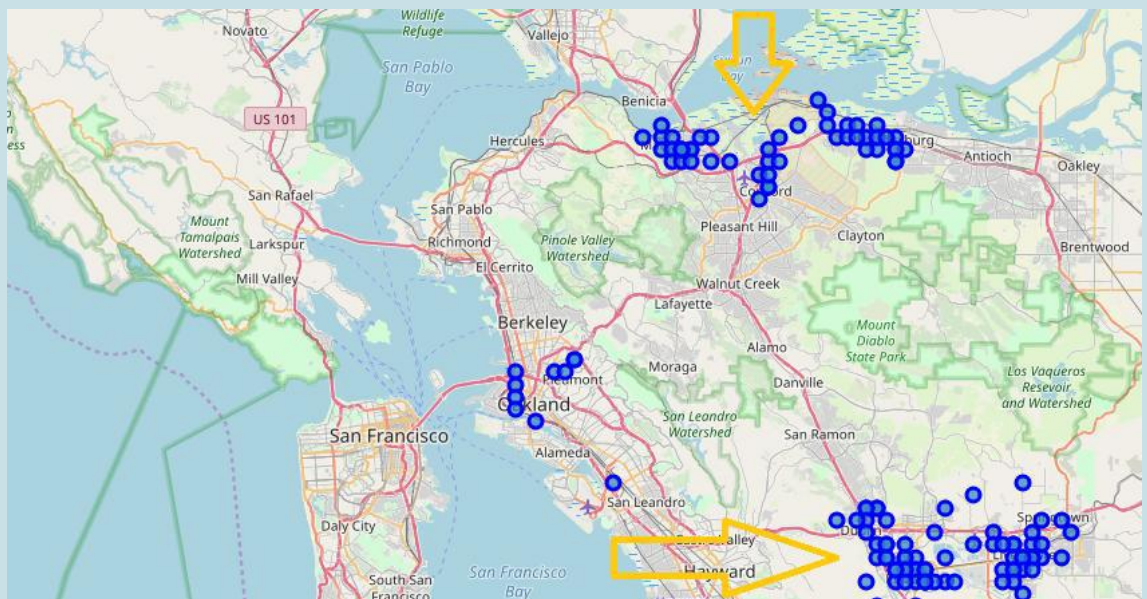 Wildlife
Refuge
Novato
Vallejo
San Pablo
Bay
Bay
Benicia
US 101
Hercules
Antioch
Oakley
San Rafael
San Pablo
Mount
Tamalpais
Watershed
Larkspur
Richmond
Pinole Valley
Watershed
Pleasant Hill
Clayton
Brentwood
El Cerrito
Mill Valley
Walnut Creek
Lafayette
Berkeley
Mount
Diablo
State Park
Alamo
Moraga
Piedmont
Danville
Los Vaqueros
Resevoir
and Watershed
Oakland
San Leandro
Watershed
San Francisco
San Ramon
Alameda
San Leandro
Daly City
Hayward
South San
Francisco
San Francisco
Bay